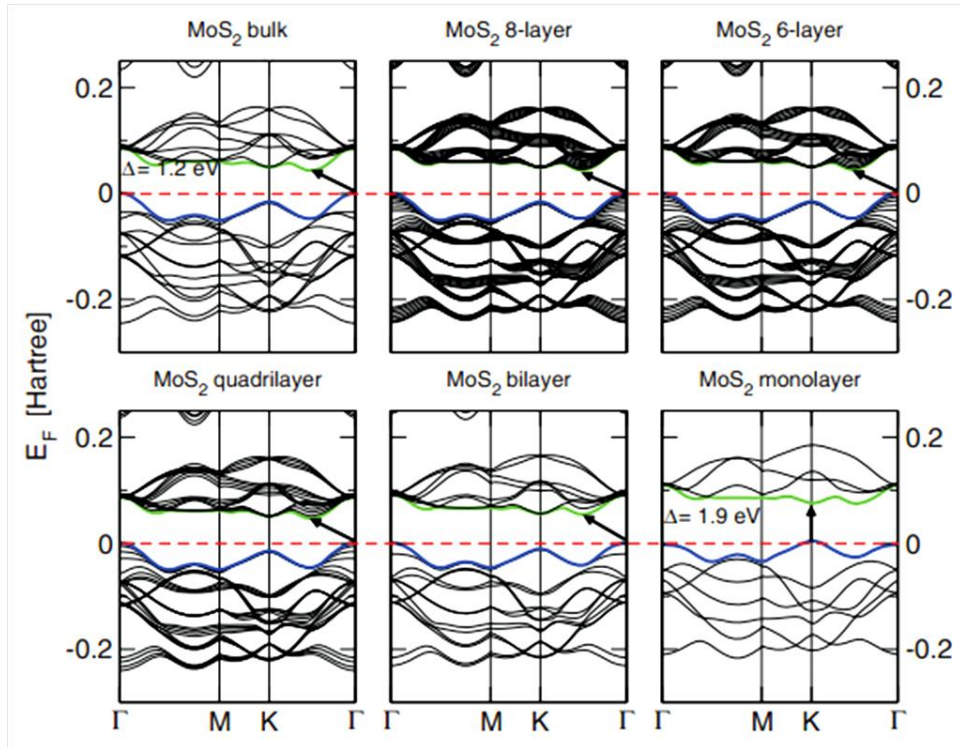 MoS2 bulk
MoS2 8-layer
MoS2 6-layer
0.2
0.2
Δ= 1.2 eV
0
0
-0.2
-0.2
E_F [Hartree]
MoS2 quadrilayer
MoS2 bilayer
MoS2 monolayer
0.2
0.2
Δ= 1.9 eV
0
0
-0.2
-0.2
Γ M K Γ
M K
Γ M K Γ